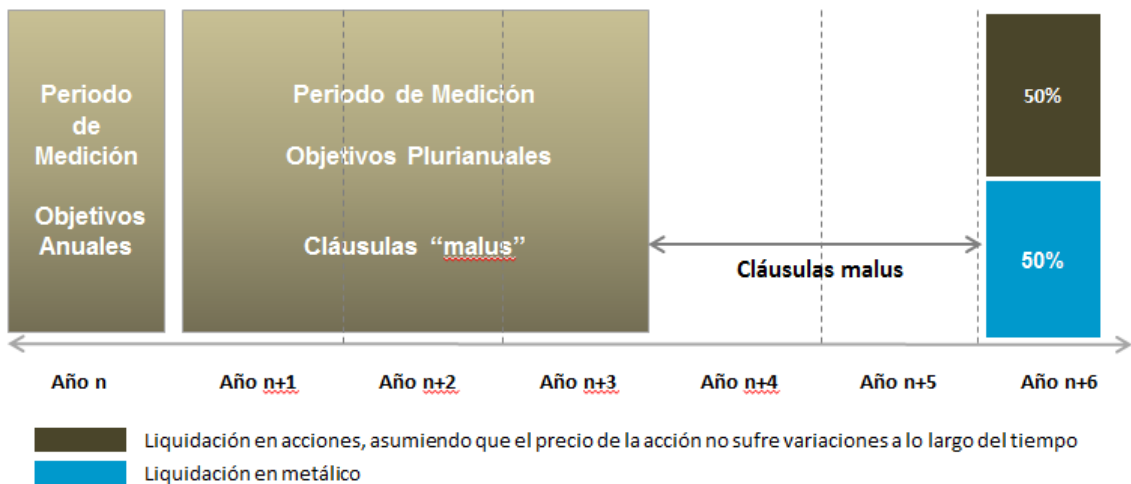 Periodo
de
Medición
Objetivos
Anuales
Periodo de Medición
Objetivos Plurianuales
Cláusulas “malus”
Cláusulas malus
50%
50%
Año n
Año n+1
Año n+2
Año n+3
Año n+4
Año n+5
Año n+6
Liquidación en acciones, asumiendo que el precio de la acción no sufre variaciones a lo largo del tiempo
Liquidación en metálico